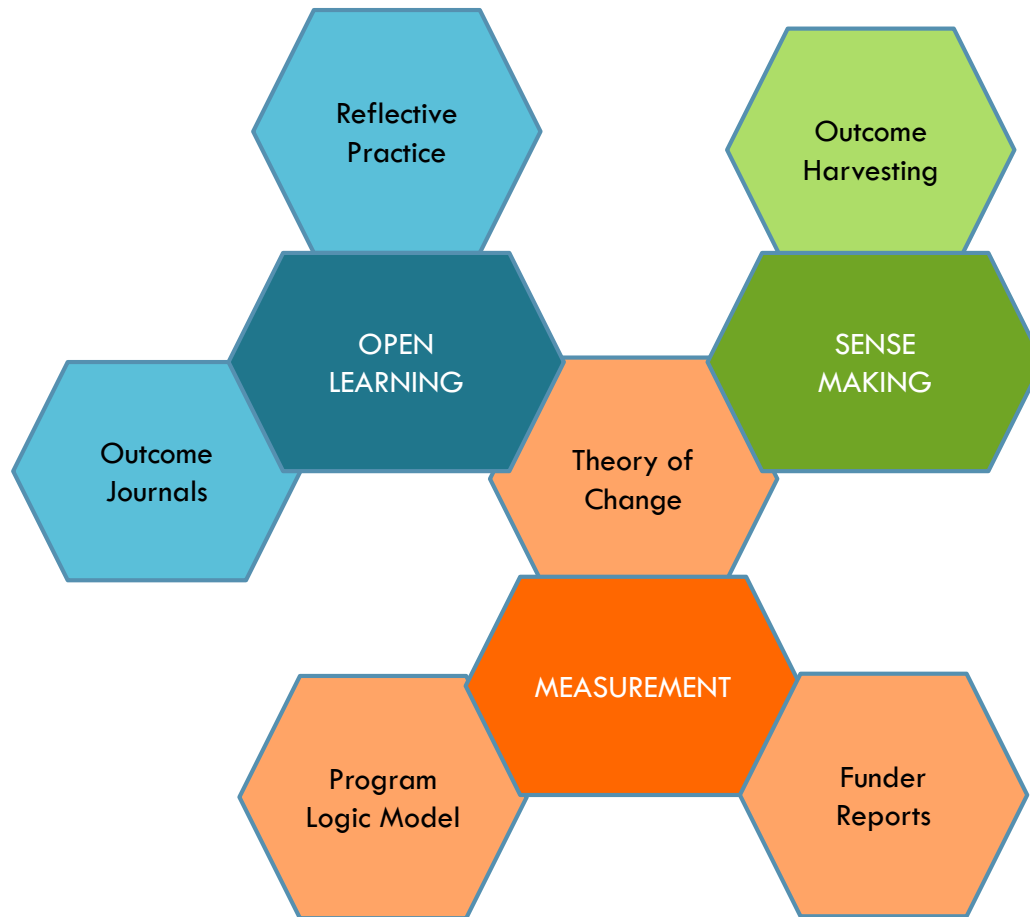 Reflective
Practice
Outcome
Harvesting
OPEN
LEARNING
SENSE
MAKING
Outcome
Journals
Theory of
Change
MEASUREMENT
Program
Logic Model
Funder
Reports